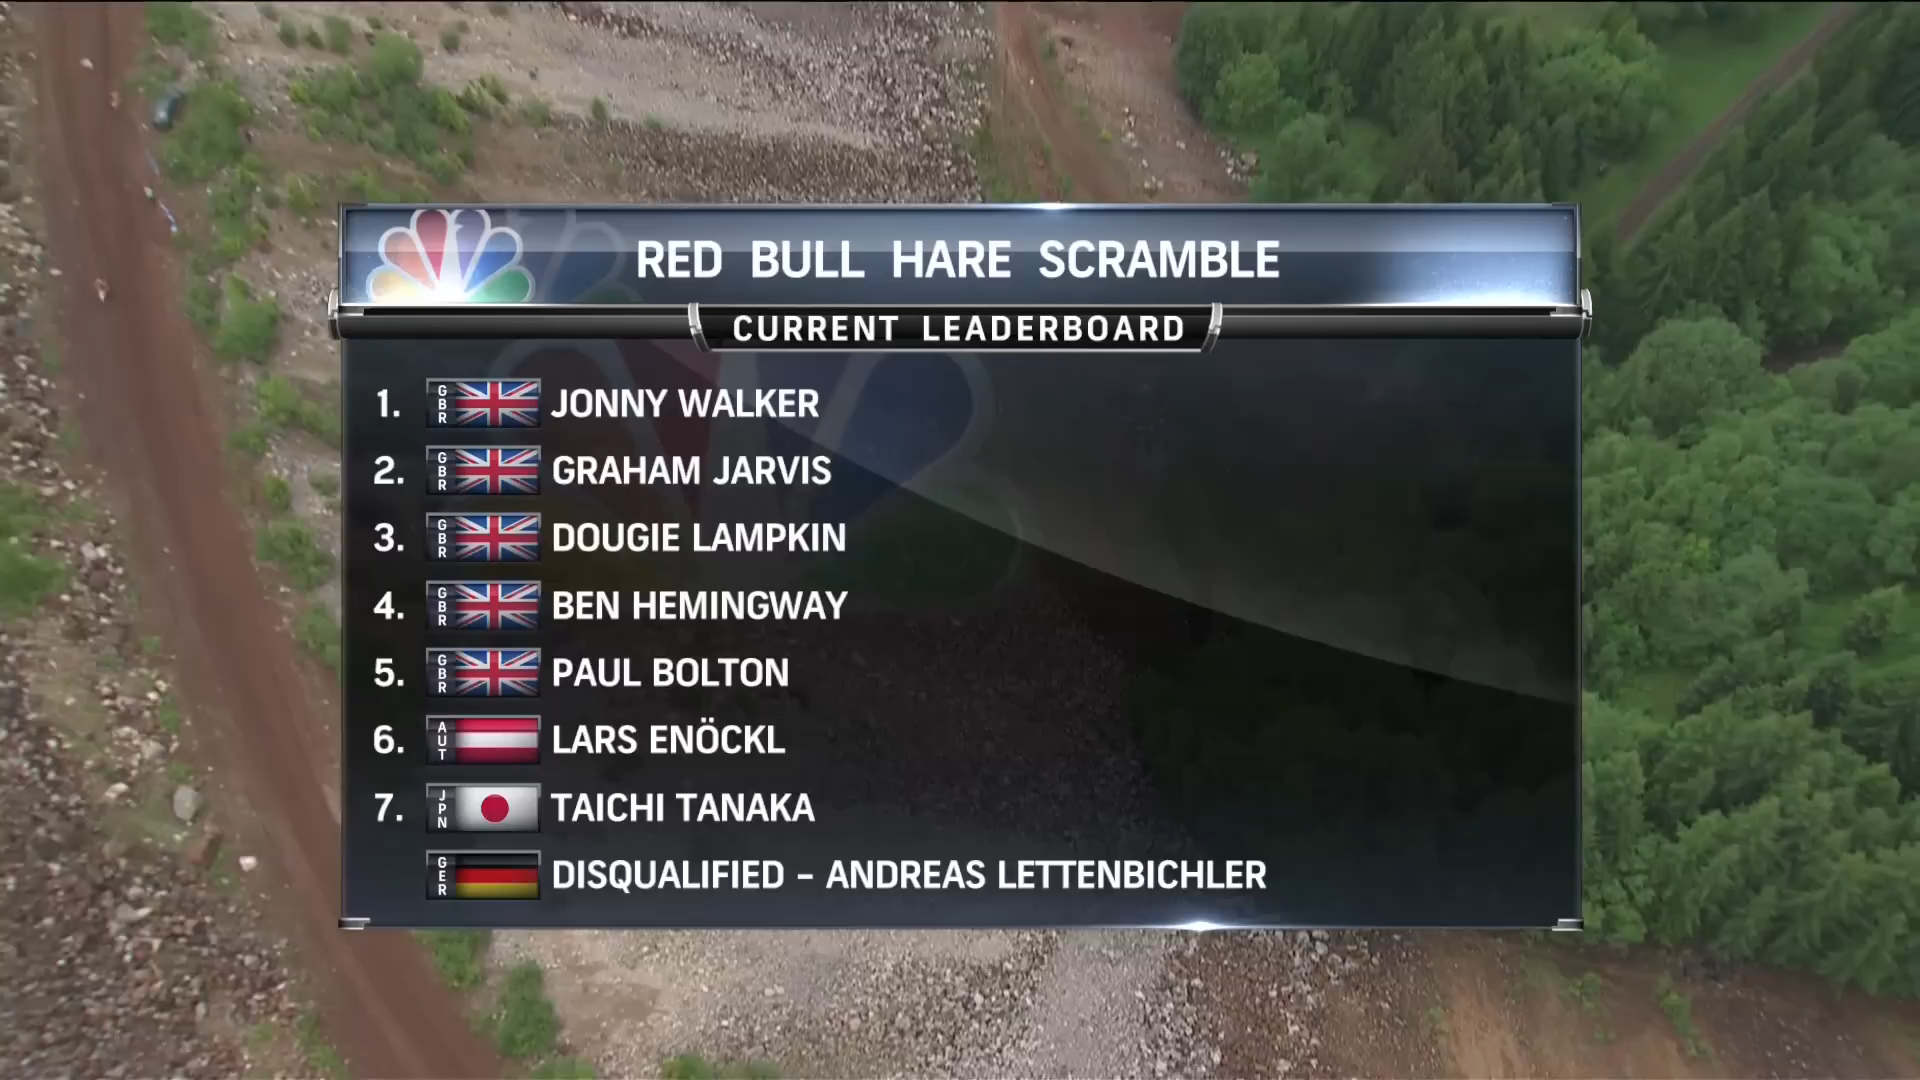 RED BULL HARE SCRAMBLE
CURRENT LEADERBOARD
1. GBR JONNY WALKER
2. GBR GRAHAM JARVIS
3. GBR DOUGIE LAMPKIN
4. GBR BEN HEMINGWAY
5. GBR PAUL BOLTON
6. AUT LARS ENÖCKL
7. JPN TAICHI TANAKA
GER DISQUALIFIED – ANDREAS LETTENBICHLER